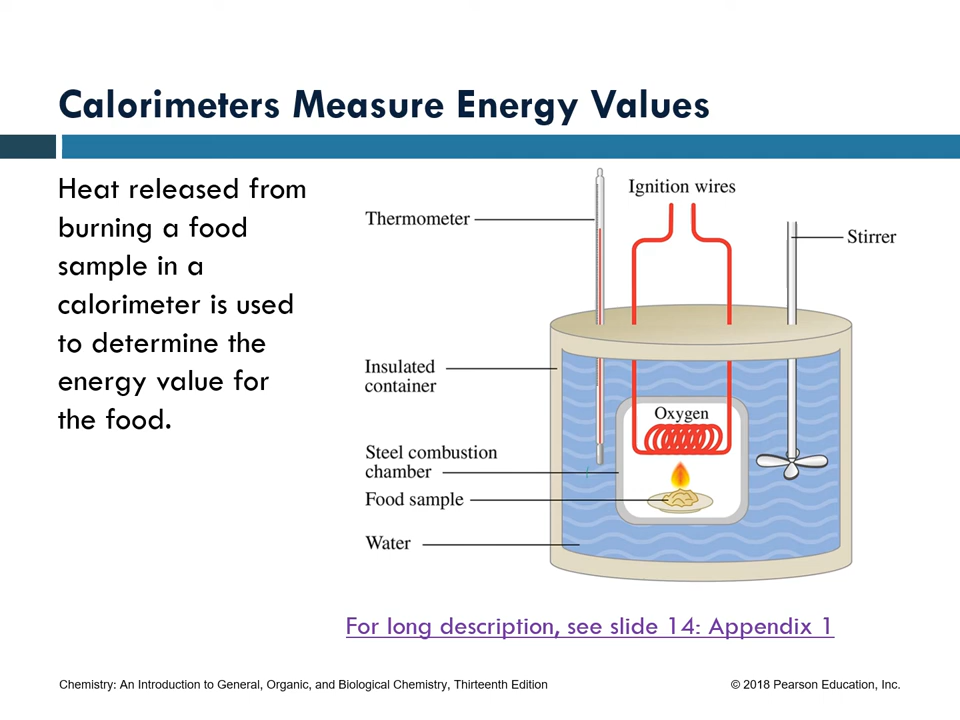 Calorimeters Measure Energy Values
Heat released from
burning a food
sample in a
calorimeter is used
to determine the
energy value for
the food.
Ignition wires
Thermometer
Stirrer
Insulated
container
Oxygen
Steel combustion
chamber
Food sample
Water
For long description, see slide 14: Appendix 1
Chemistry: An Introduction to General, Organic, and Biological Chemistry, Thirteenth Edition
© 2018 Pearson Education, Inc.